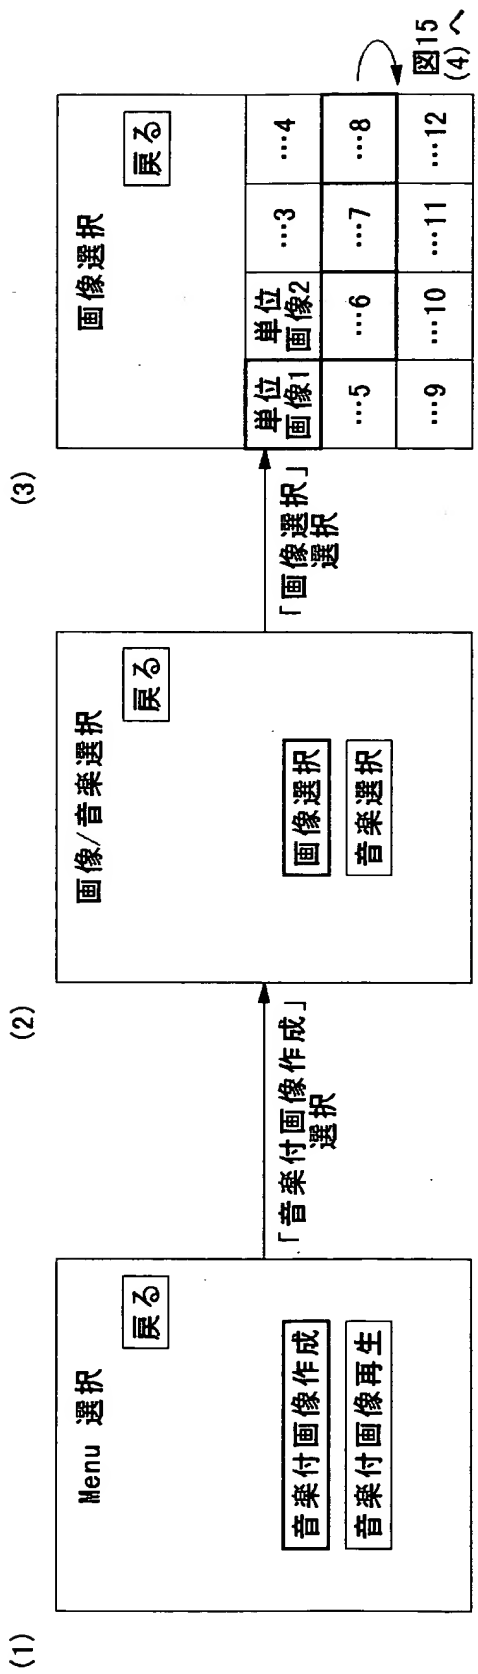 (1)
Menu 選択
戻る
音楽付画像作成
音楽付画像再生
「音楽付画像作成」
選択
(2)
画像/音楽選択
戻る
画像選択
音楽選択
「画像選択」
選択
(3)
画像選択
戻る
単位
画像1
単位
画像2
…3
…4
…5
…6
…7
…8
…9
…10
…11
…12
図15
(4)へ